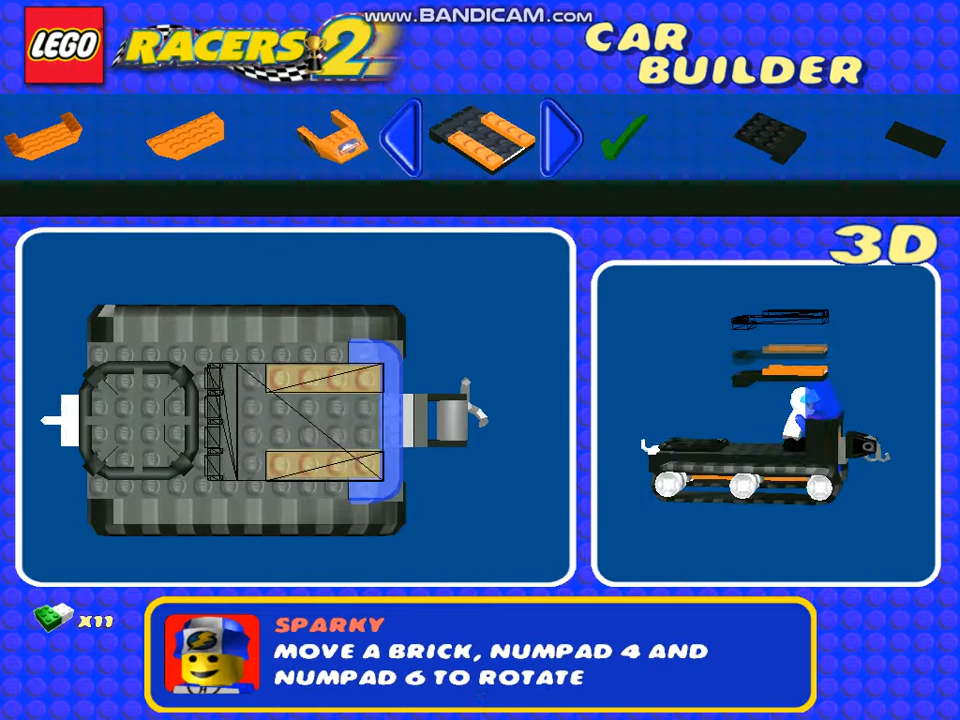 www.BANDICAM.com
LEGO
RACERS 2
CAR
BUILDER
3D
X11
SPARKY
MOVE A BRICK, NUMPAD 4 AND
NUMPAD 6 TO ROTATE